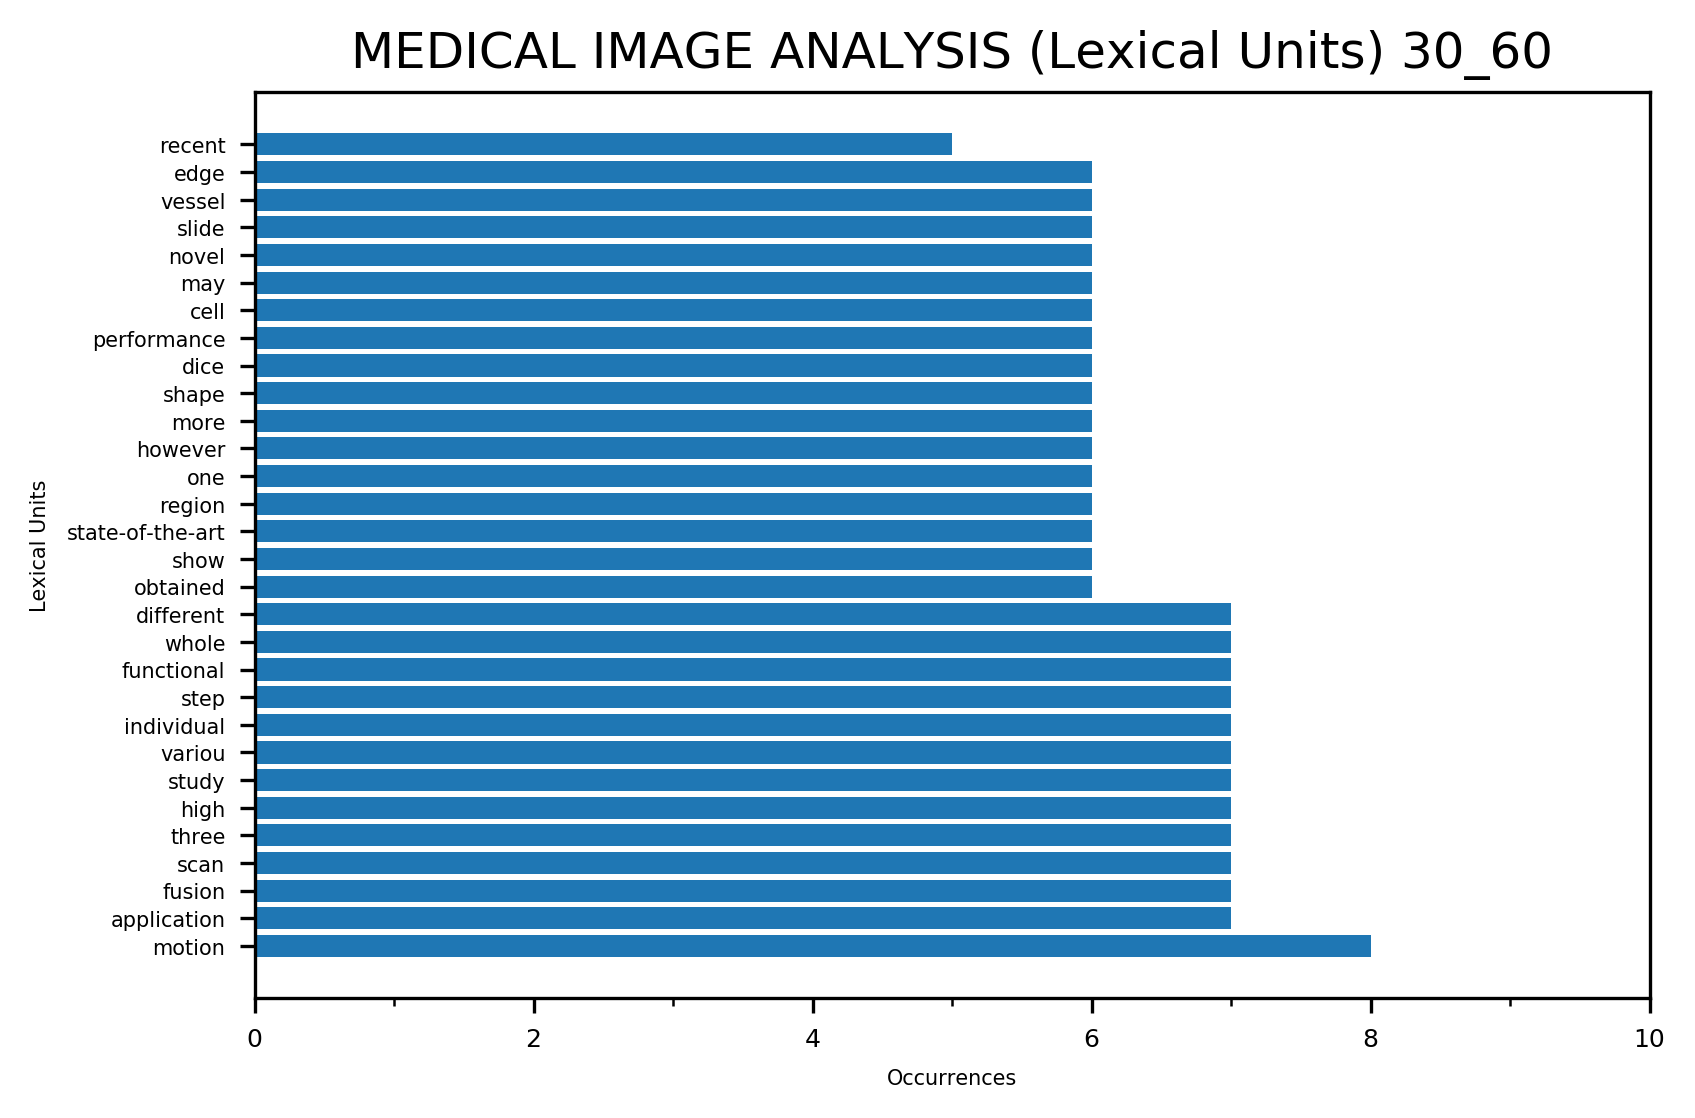 MEDICAL IMAGE ANALYSIS (Lexical Units) 30_60
Lexical Units
recent
edge
vessel
slide
novel
may
cell
performance
dice
shape
more
however
one
region
state-of-the-art
show
obtained
different
whole
functional
step
individual
variou
study
high
three
scan
fusion
application
motion
0 2 4 6 8 10
Occurrences